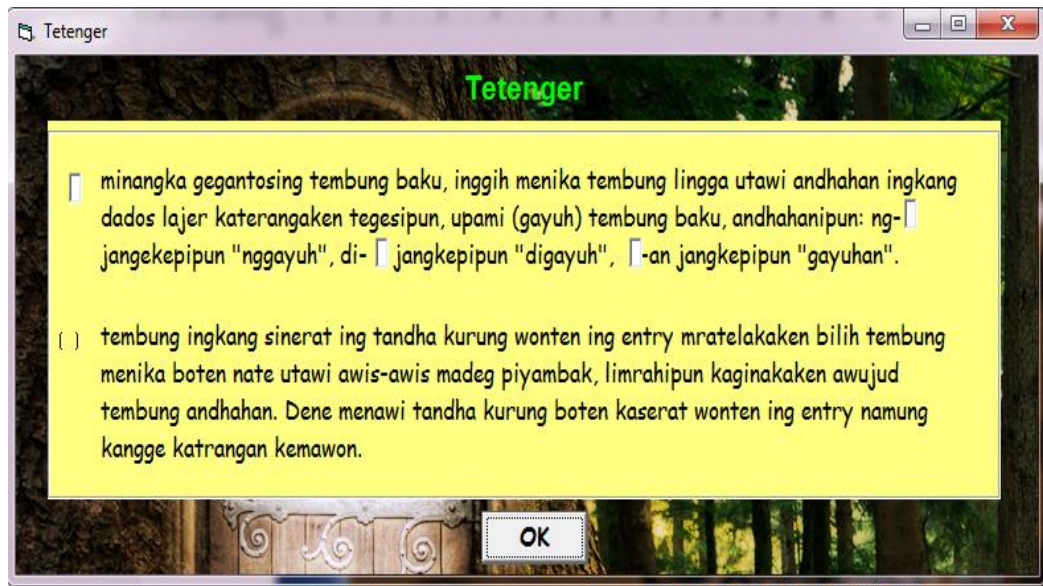 Tetenger
Tetenger
minangka gegantosing tembung baku, inggih menika tembung lingga utawi andhahan ingkang
dados lajer katerangaken tegesipun, upami (gayuh) tembung baku, andhahanipun: ng-
jangekepipun "nggayuh", di- jangkepipun "digayuh", -an jangkepipun "gayuhan".
( ) tembung ingkang sinerat ing tandha kurung wonten ing entry mratelakaken bilih tembung
menika boten nate utawi awis-awis madeg piyambak, limrahipun kaginakaken awujud
tembung andhahan. Dene menawi tandha kurung boten kaserat wonten ing entry namung
kangge katrangan kemawon.
OK